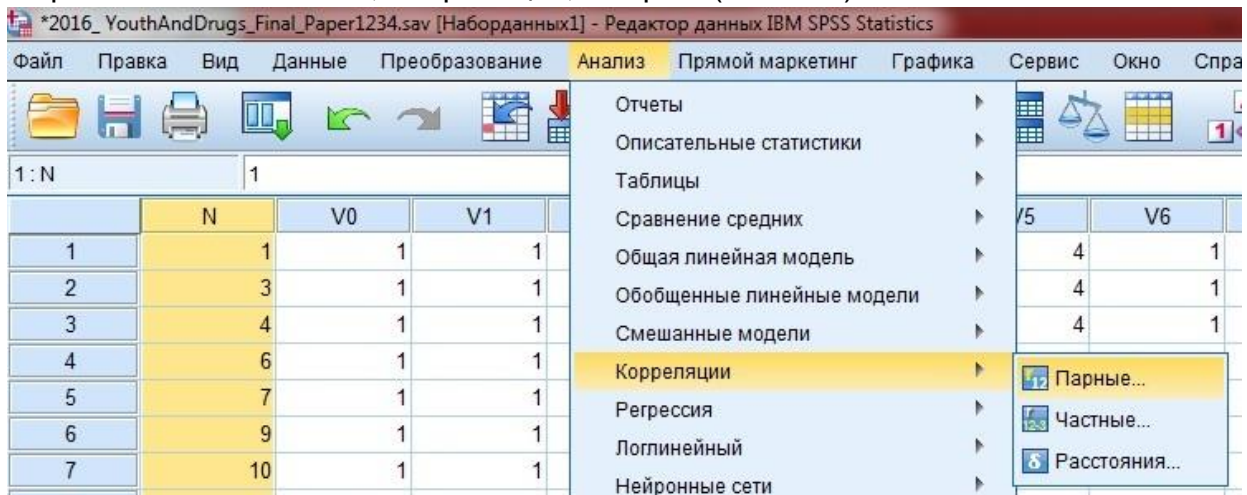 *2016_ YouthAndDrugs_Final_Paper1234.sav [Наборданных1] - Редактор данных IBM SPSS Statistics
Файл Правка Вид Данные Преобразование Анализ Прямой маркетинг Графика Сервис Окно
1 : N 1
Отчеты
Описательные статистики
Таблицы
Сравнение средних
Общая линейная модель
Обобщенные линейные модели
Смешанные модели
Корреляции
Регрессия
Логлинейный
Нейронные сети
Парные...
Частные...
Расстояния...
N V0 V1 V6
1 1 1 1 4 1
2 3 1 1 4 1
3 4 1 1 4 1
4 6 1 1
5 7 1 1
6 9 1 1
7 10 1 1